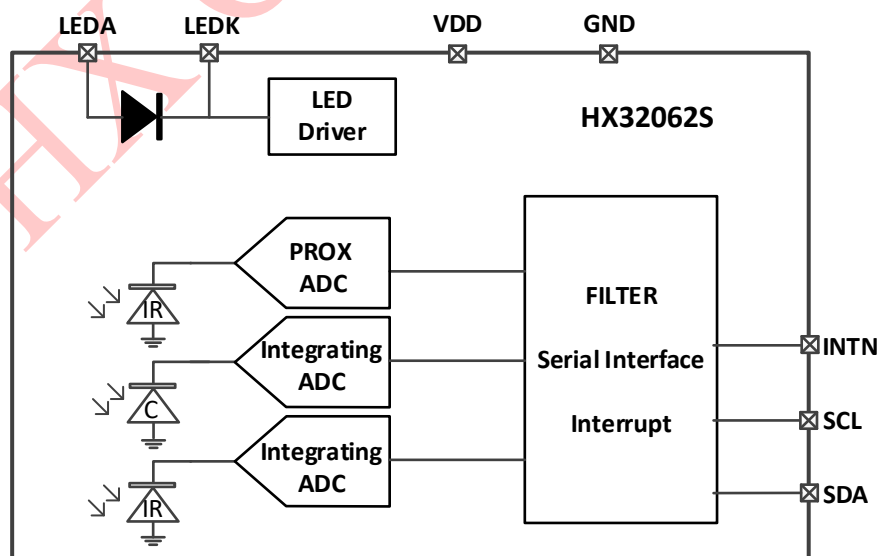 LEDA LEDK VDD GND
LED
Driver
HX32062S
PROX
ADC
IR
Integrating
ADC
C
Integrating
ADC
IR
FILTER
Serial Interface
Interrupt
INTN
SCL
SDA
HX